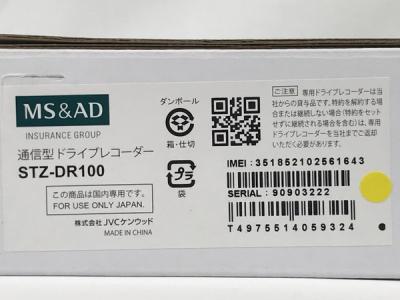 MS&AD
INSURANCE GROUP
通信型ドライブレコーダー
STZ-DR100
この商品は国内専用です。
FOR USE ONLY JAPAN.
株式会社JVCケンウッド
MADE IN CHINA
ダンボール
箱・仕切
プラ
袋
ご注意
専用ドライブレコーダーは当
社からの貸与品です。特約を解約する場
合または継続しない場合(特約をセット
せずに継続される場合を含む)は、専用
ドライブレコーダーを当社までご返却
いただく必要があります。
IMEI : 351852102561643
SERIAL : 90903222
T4975514059324